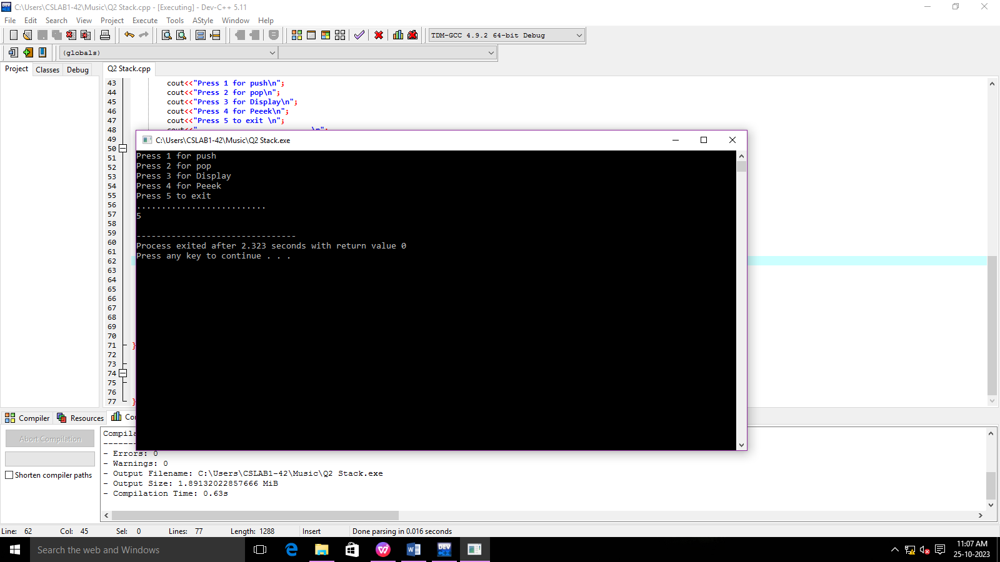 C:\Users\CSLAB1-42\Music\Q2 Stack.cpp - [Executing] - Dev-C++ 5.11
File Edit Search View Project Execute Tools AStyle Window Help
TDM-GCC 4.9.2 64-bit Debug
(globals)
Project Classes Debug
Q2 Stack.cpp
43 cout<<"Press 1 for push\n";
44 cout<<"Press 2 for pop\n";
45 cout<<"Press 3 for Display\n";
46 cout<<"Press 4 for Peeek\n";
47 cout<<"Press 5 to exit \n";
48
49
50
51
52
53
54
55
56
57
58
59
60
61
62
63
64
65
66
67
68
69
70
71 }
72
73
74
75
76
77 }
C:\Users\CSLAB1-42\Music\Q2 Stack.exe
Press 1 for push
Press 2 for pop
Press 3 for Display
Press 4 for Peeek
Press 5 to exit
..........................
5
--------------------------------
Process exited after 2.323 seconds with return value 0
Press any key to continue . . .
Compiler Resources
Abort Compilation
Shorten compiler paths
- Errors: 0
- Warnings: 0
- Output Filename: C:\Users\CSLAB1-42\Music\Q2 Stack.exe
- Output Size: 1.89132022857666 MiB
- Compilation Time: 0.63s
Line: 62 Col: 45 Sel: 0 Lines: 77 Length: 1288 Insert Done parsing in 0.016 seconds
Search the web and Windows
11:07 AM
25-10-2023